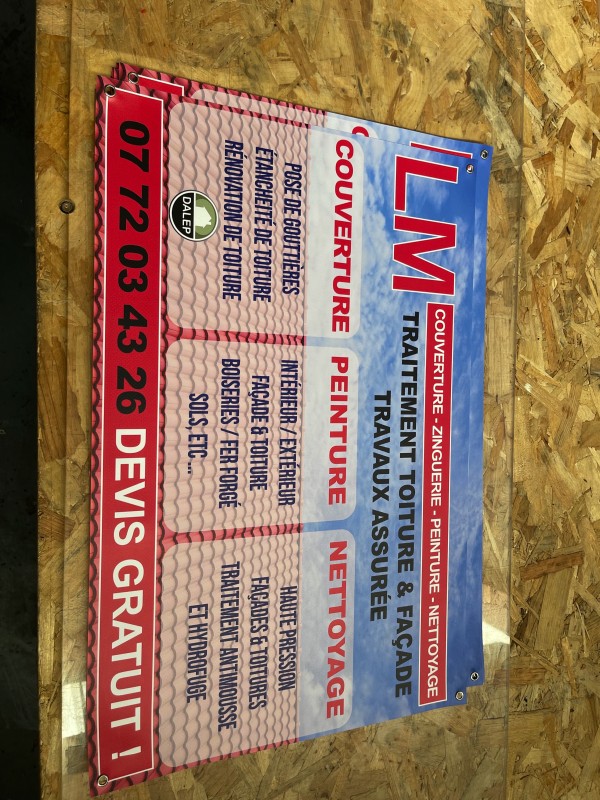 LM
COUVERTURE - ZINGUERIE - PEINTURE - NETTOYAGE
TRAITEMENT TOITURE & FAÇADE
TRAVAUX ASSURÉE
COUVERTURE
POSE DE GOUTTIÈRES
ÉTANCHEITÉ DE TOITURE
RÉNOVATION DE TOITURE
DALEP
PEINTURE
INTÉRIEUR / EXTÉRIEUR
FAÇADE & TOITURE
BOISERIES / FER FORGÉ
SOLS, ETC ...
NETTOYAGE
HAUTE PRESSION
FAÇADES & TOITURES
TRAITEMENT ANTIMOUSSE
ET HYDROFUGE
07 72 03 43 26 DEVIS GRATUIT !